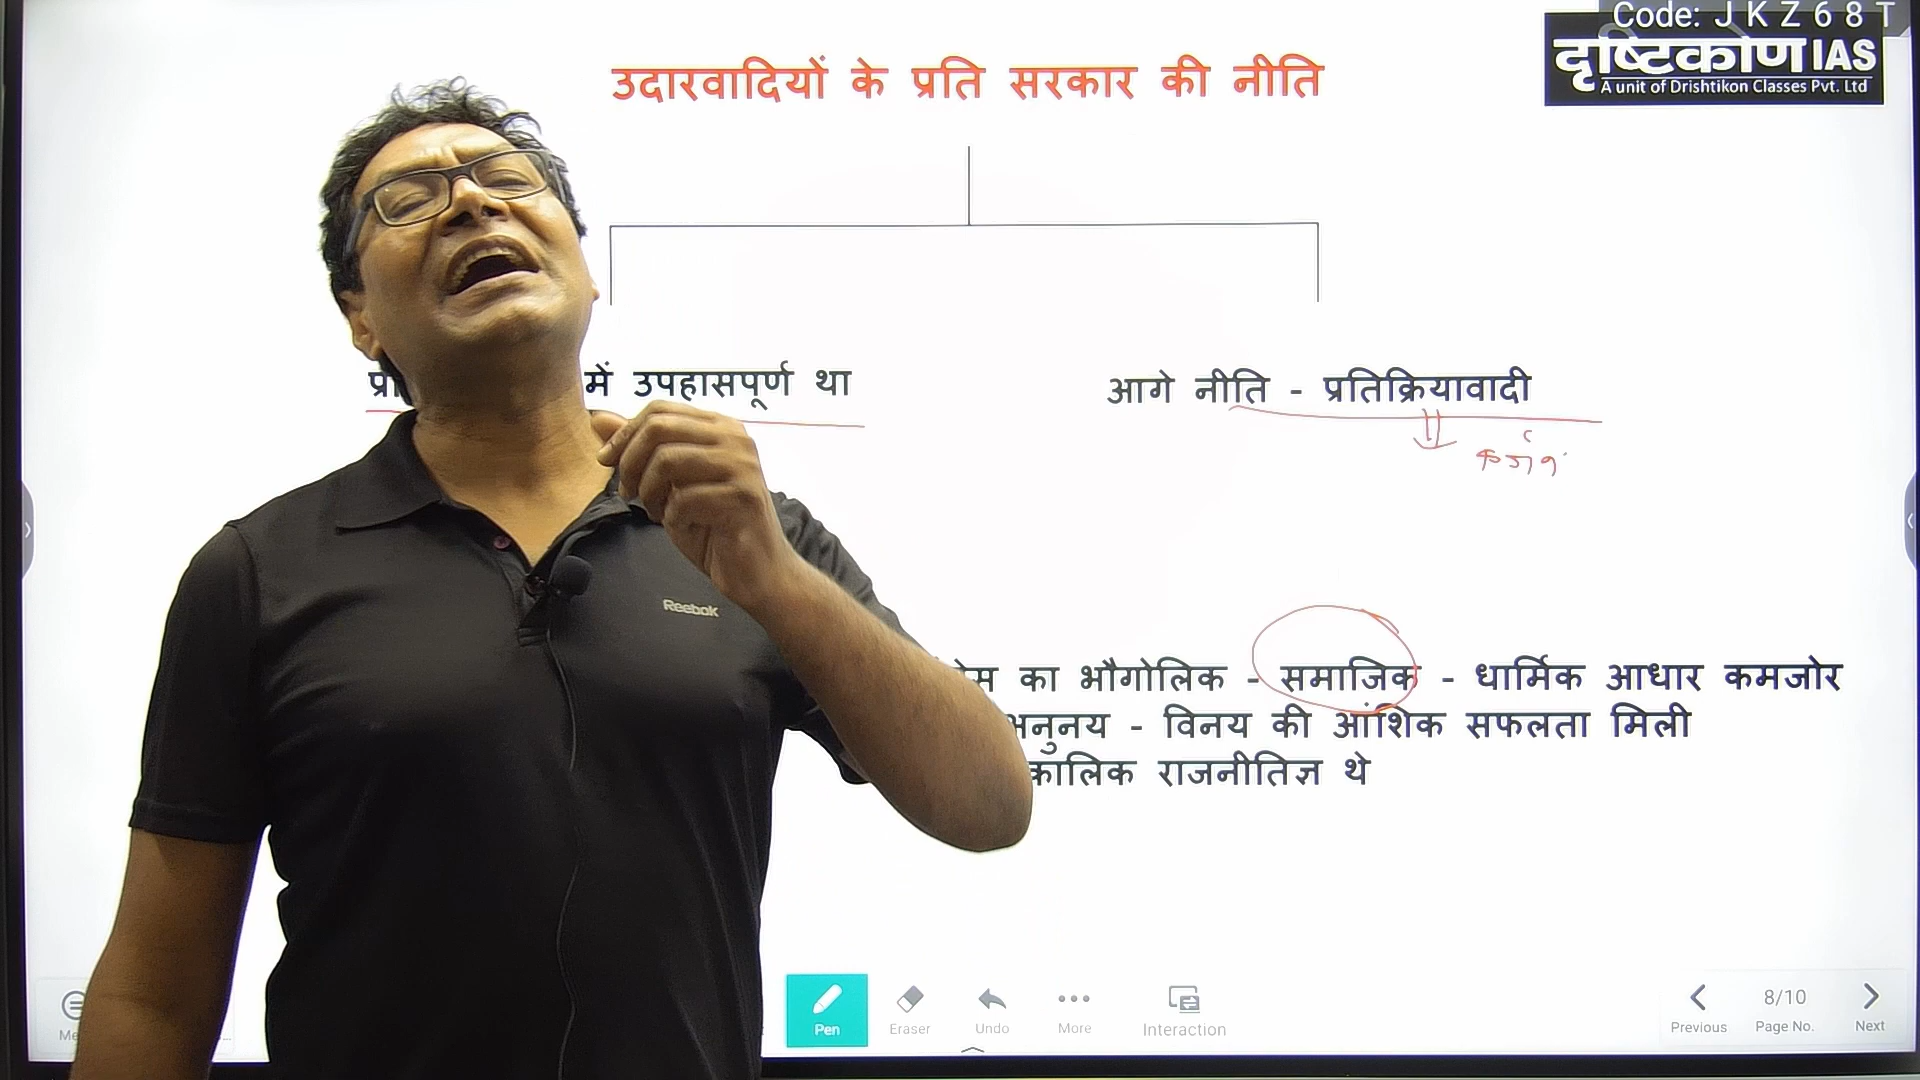 Code: J K Z 6 8 T
दृष्टिकोण IAS
A unit of Drishtikon Classes Pvt. Ltd
उदारवादियों के प्रति सरकार की नीति
में उपहासपूर्ण था
आगे नीति - प्रतिक्रियावादी
Reebok
का भौगोलिक - समाजिक - धार्मिक आधार कमजोर
अनुनय - विनय की आंशिक सफलता मिली
कालिक राजनीतिज्ञ थे
Pen
Eraser
Undo
More
Interaction
Previous
8/10
Page No.
Next